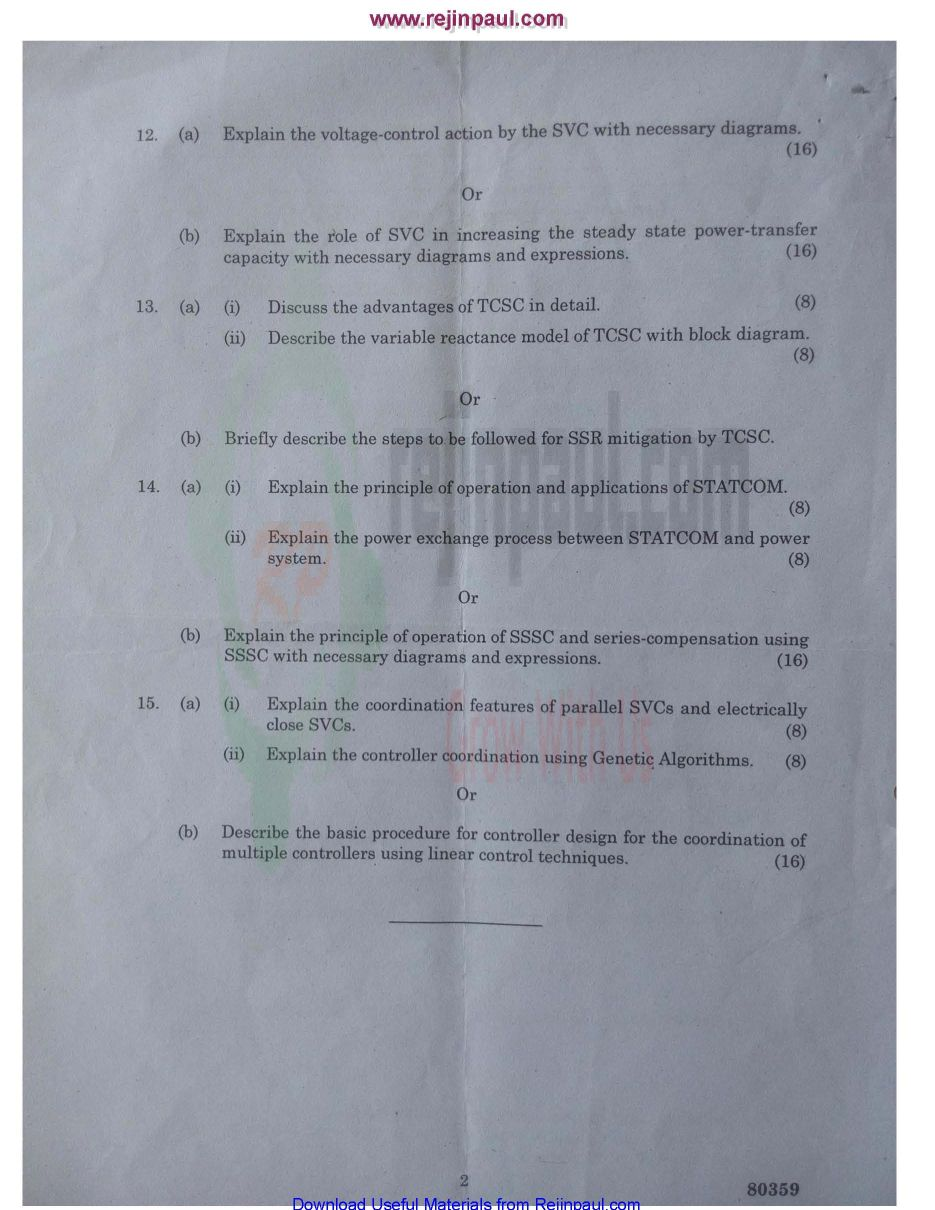 www.rejinpaul.com
12. (a) Explain the voltage-control action by the SVC with necessary diagrams.
(16)
Or
(b) Explain the role of SVC in increasing the steady state power-transfer
capacity with necessary diagrams and expressions. (16)
13. (a) (i) Discuss the advantages of TCSC in detail. (8)
(ii) Describe the variable reactance model of TCSC with block diagram.
(8)
Or
(b) Briefly describe the steps to be followed for SSR mitigation by TCSC.
rejinpaul.com
14. (a) (i) Explain the principle of operation and applications of STATCOM.
(8)
(ii) Explain the power exchange process between STATCOM and power
system. (8)
RP
Or
(b) Explain the principle of operation of SSSC and series-compensation using
SSSC with necessary diagrams and expressions. (16)
15. (a) (i) Explain the coordination features of parallel SVCs and electrically
close SVCs. (8)
Grow With Us
(ii) Explain the controller coordination using Genetic Algorithms. (8)
Or
(b) Describe the basic procedure for controller design for the coordination of
multiple controllers using linear control techniques. (16)
2
80359
Download Useful Materials from Rejinpaul.com